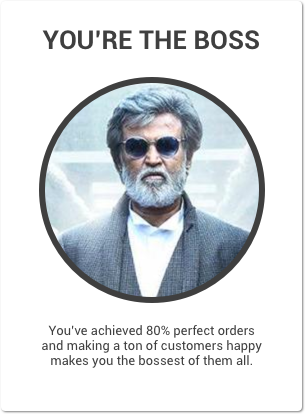 YOU'RE THE BOSS
You've achieved 80% perfect orders
and making a ton of customers happy
makes you the bossest of them all.